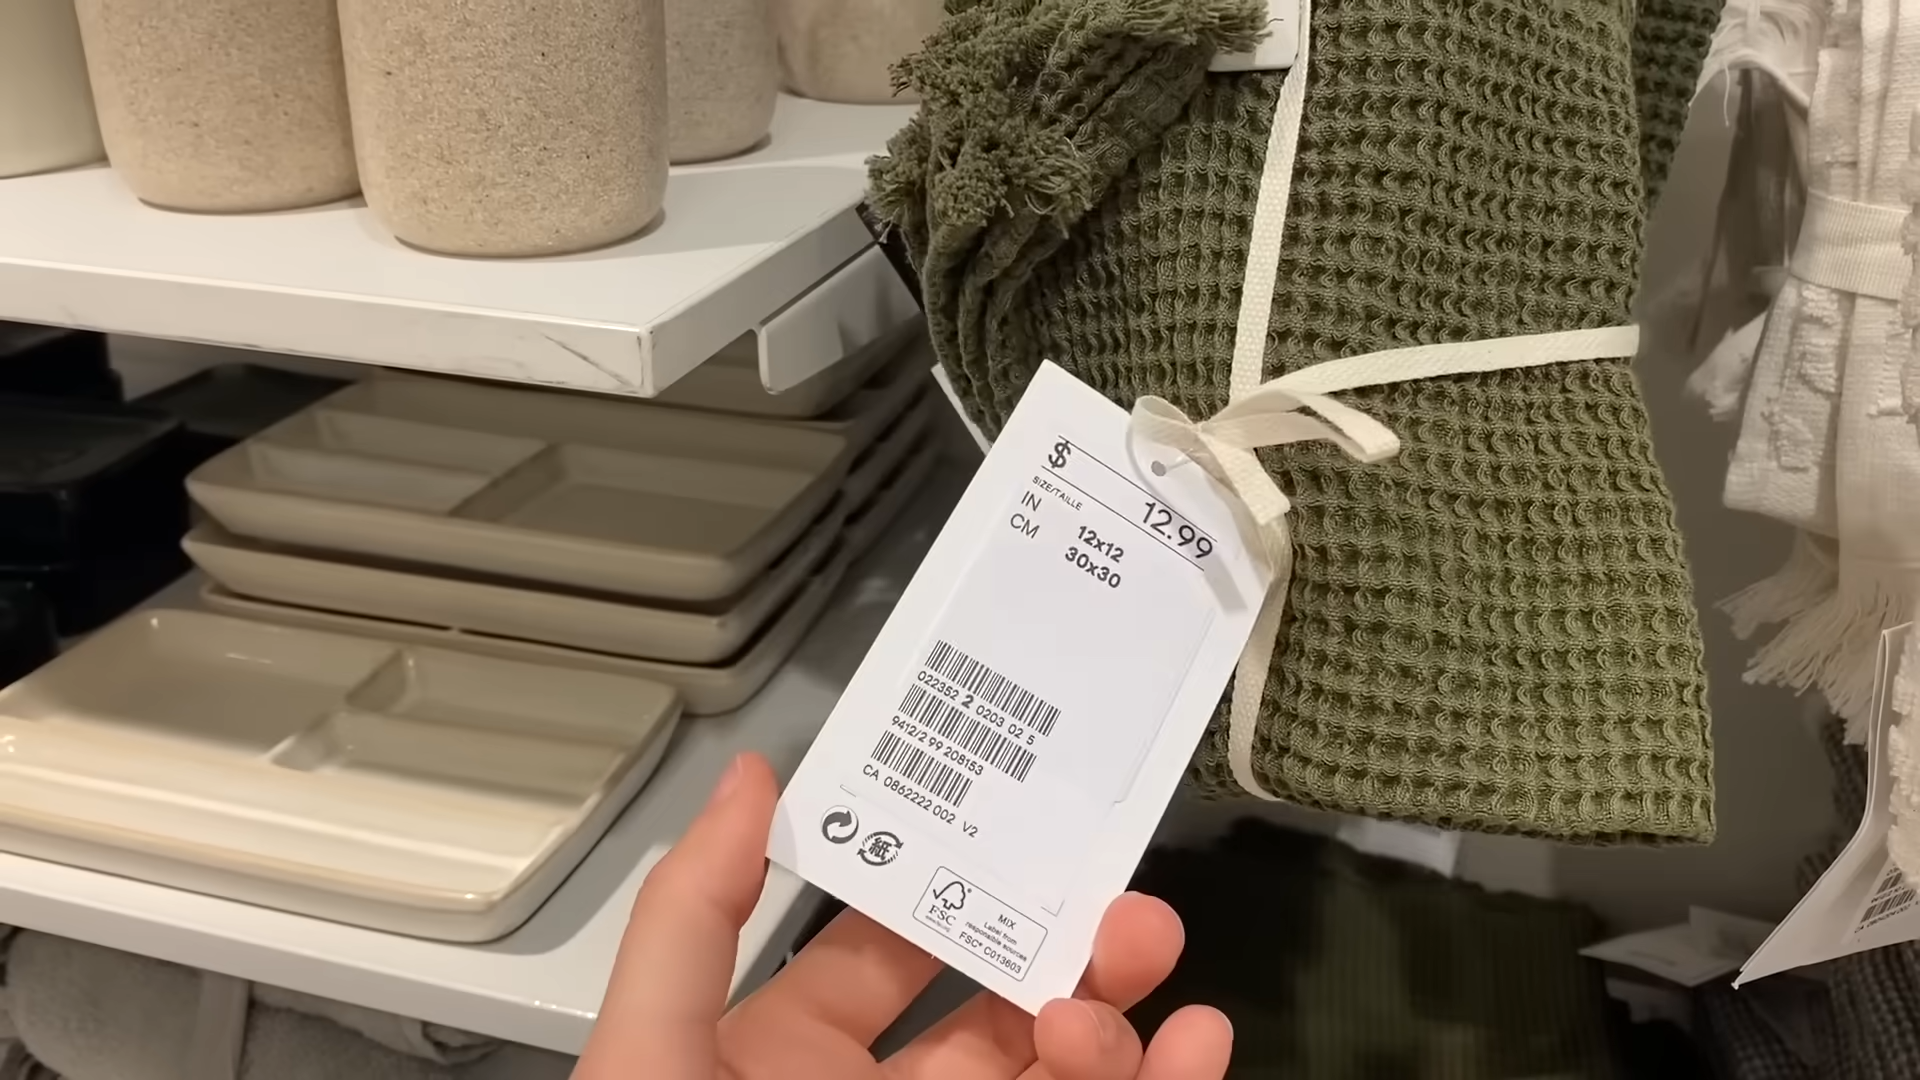 $ 12.99
SIZE/TAILLE
IN 12x12
CM 30x30
022352 2 0203 02 5
9412/2 99 208153
CA 0862222 002 V2
紙
FSC
MIX
Label from
responsible sources
FSC® C013603